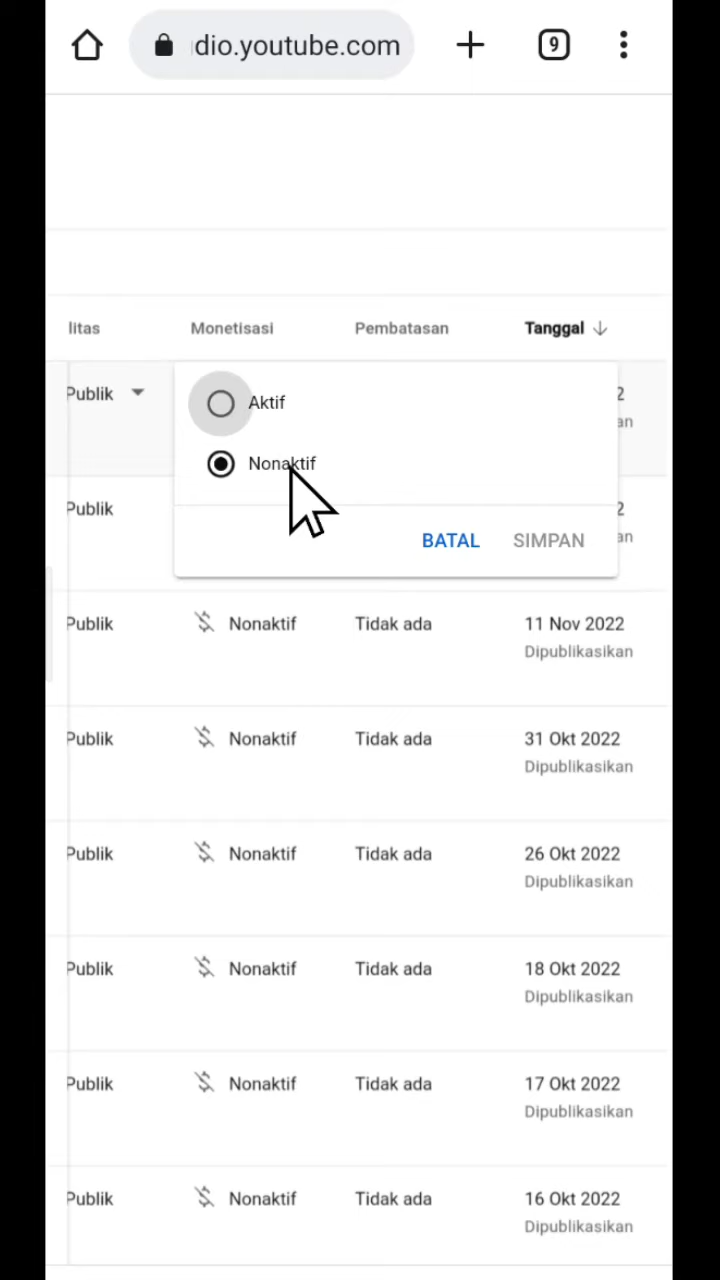 dio.youtube.com 9
litas Monetisasi Pembatasan Tanggal
Publik Aktif 2
an
Nonaktif
Publik 2
BATAL SIMPAN an
Publik Nonaktif Tidak ada 11 Nov 2022
Dipublikasikan
Publik Nonaktif Tidak ada 31 Okt 2022
Dipublikasikan
Publik Nonaktif Tidak ada 26 Okt 2022
Dipublikasikan
Publik Nonaktif Tidak ada 18 Okt 2022
Dipublikasikan
Publik Nonaktif Tidak ada 17 Okt 2022
Dipublikasikan
Publik Nonaktif Tidak ada 16 Okt 2022
Dipublikasikan